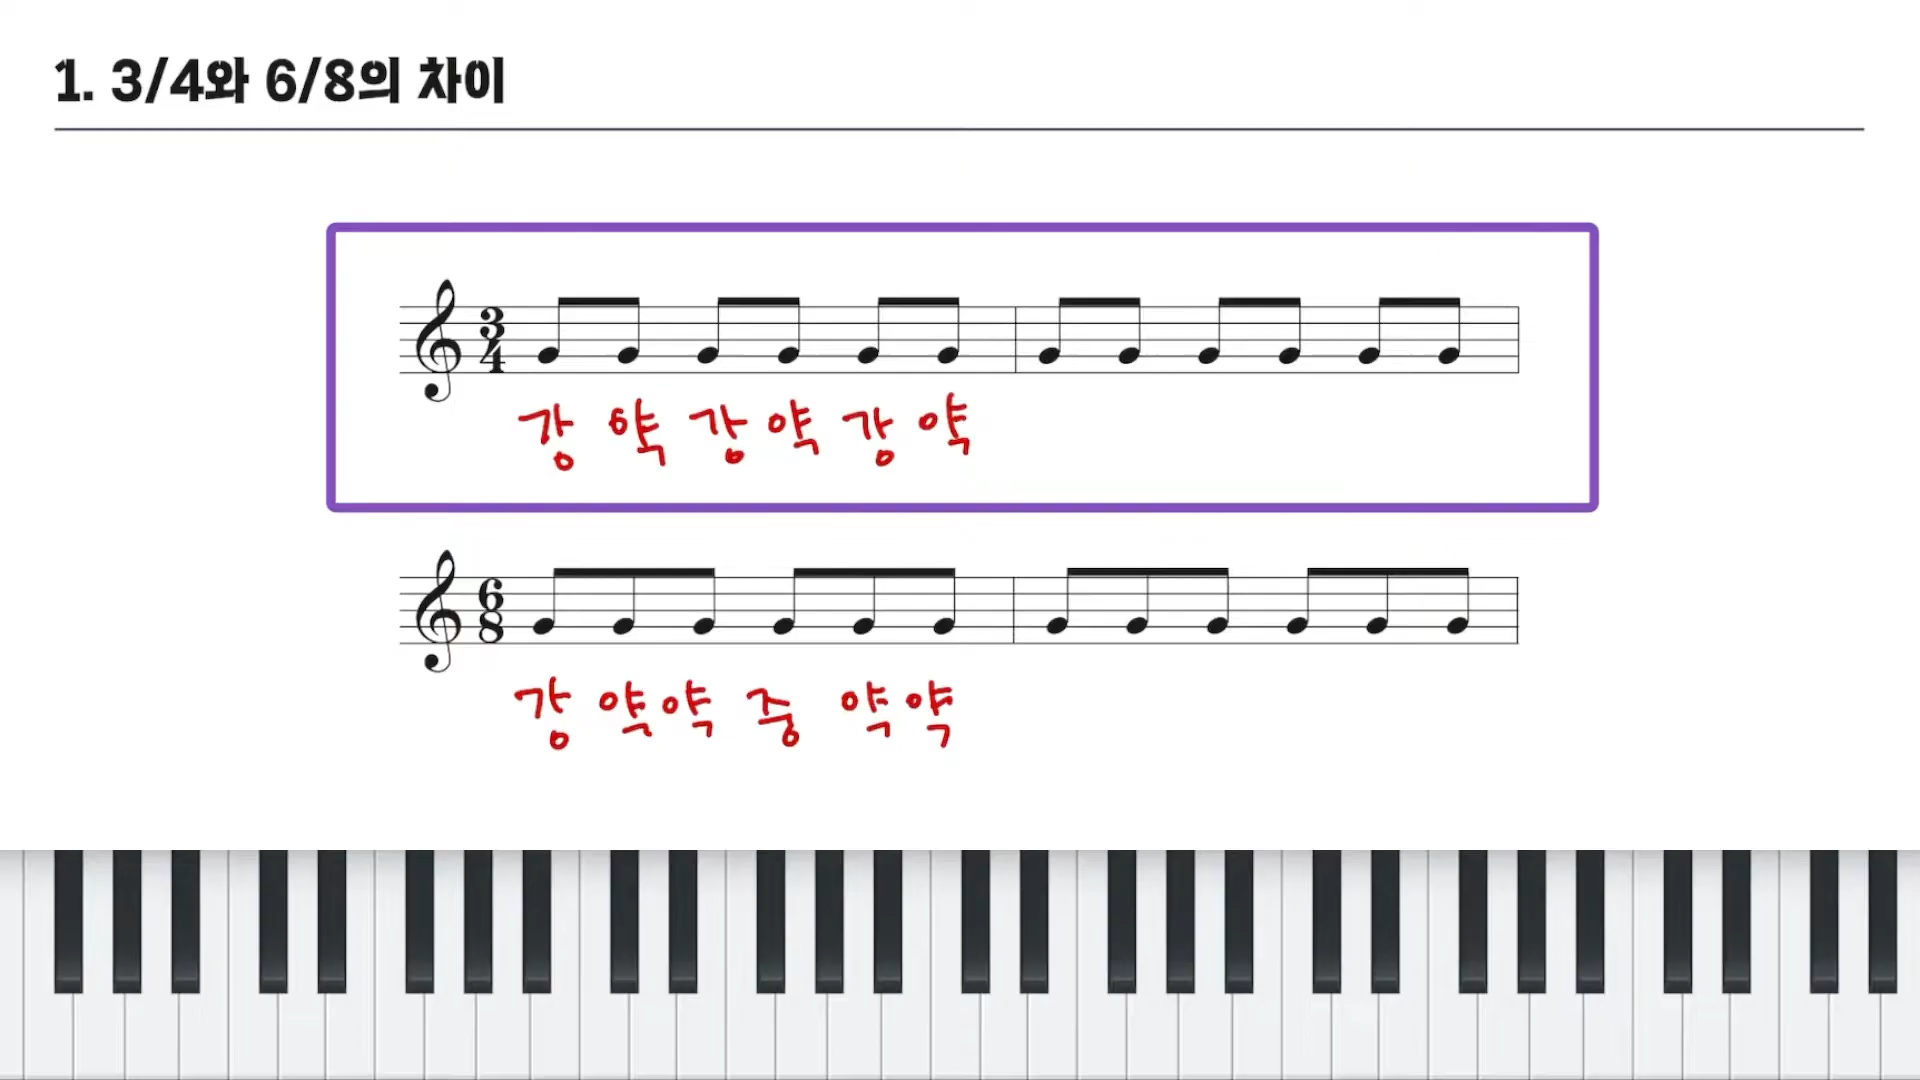 1. 3/4와 6/8의 차이
3
4
강 약 강 약 강 약
6
8
강 약 약 중 약 약